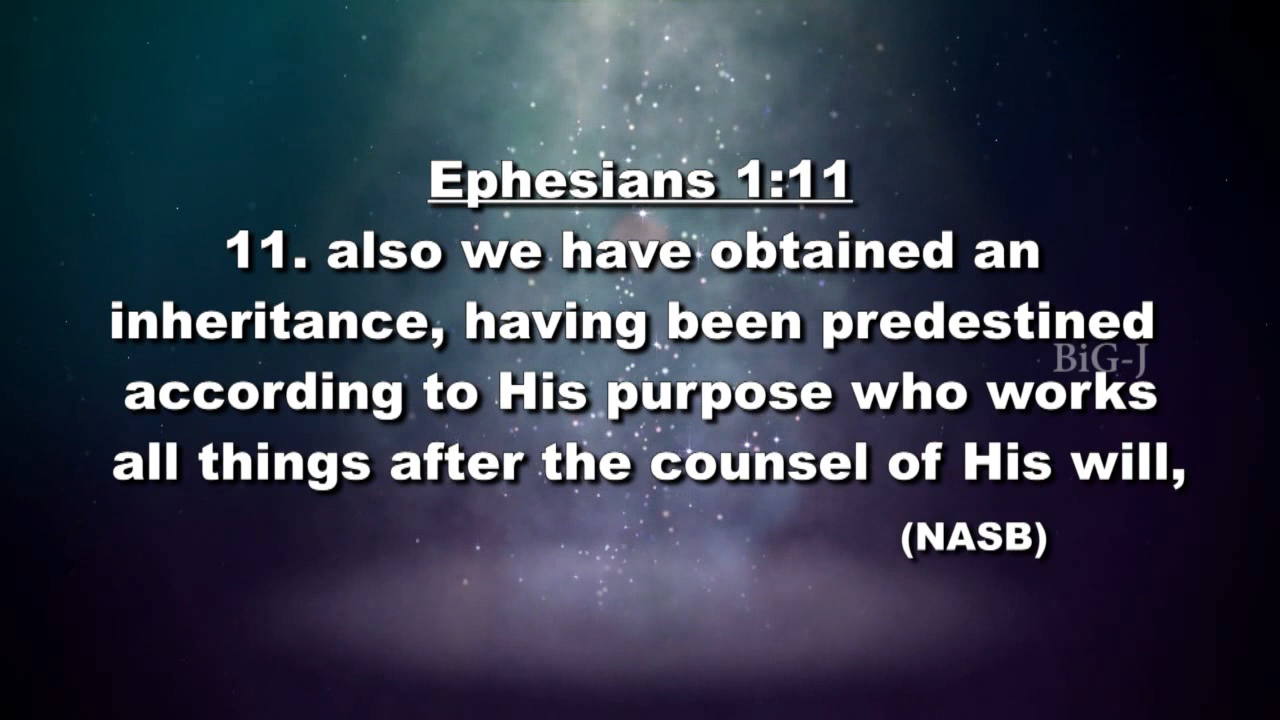 Ephesians 1:11
11. also we have obtained an
inheritance, having been predestined
BiG-J
according to His purpose who works
all things after the counsel of His will,
(NASB)